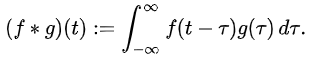 (f * g)(t) := ∫_{-∞}^{∞} f(t − τ)g(τ) dτ.